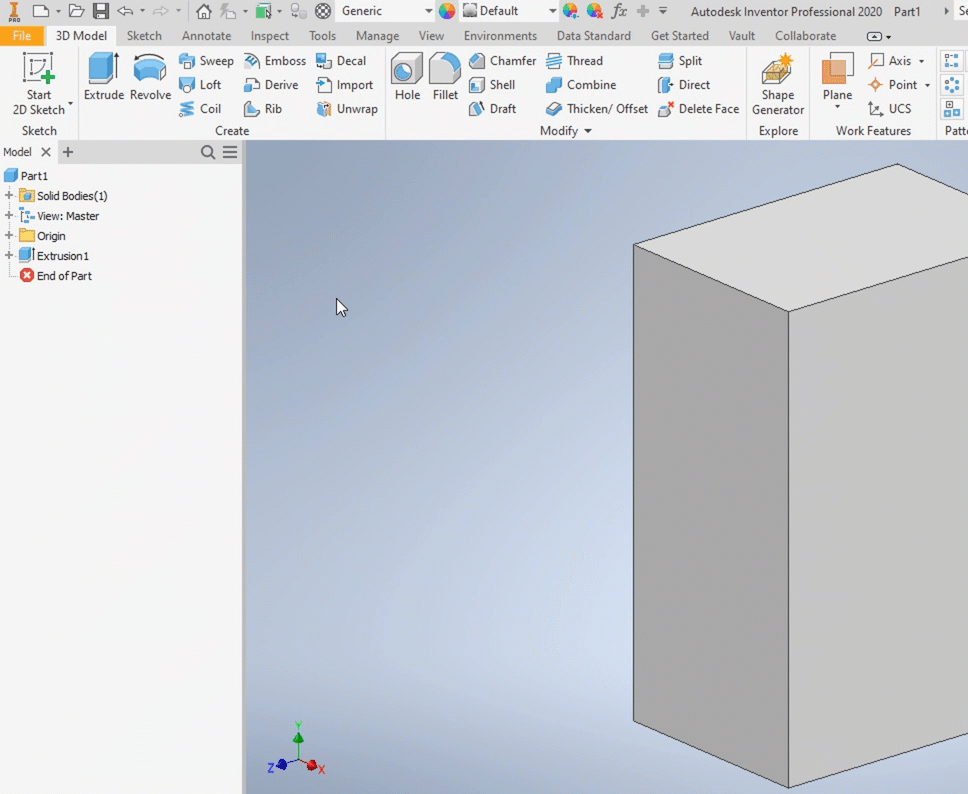 PRO Generic Default fx Autodesk Inventor Professional 2020 Part1 Se
File 3D Model Sketch Annotate Inspect Tools Manage View Environments Data Standard Get Started Vault Collaborate
Start
2D Sketch
Extrude Revolve
Sweep Emboss Decal
Loft Derive Import
Coil Rib Unwrap
Hole Fillet
Chamfer Thread Split
Shell Combine Direct
Draft Thicken/ Offset Delete Face
Shape
Generator
Plane
Axis
Point
UCS
Sketch Create Modify Explore Work Features Patte
Model
Part1
Solid Bodies(1)
View: Master
Origin
Extrusion1
End of Part
Y
Z X